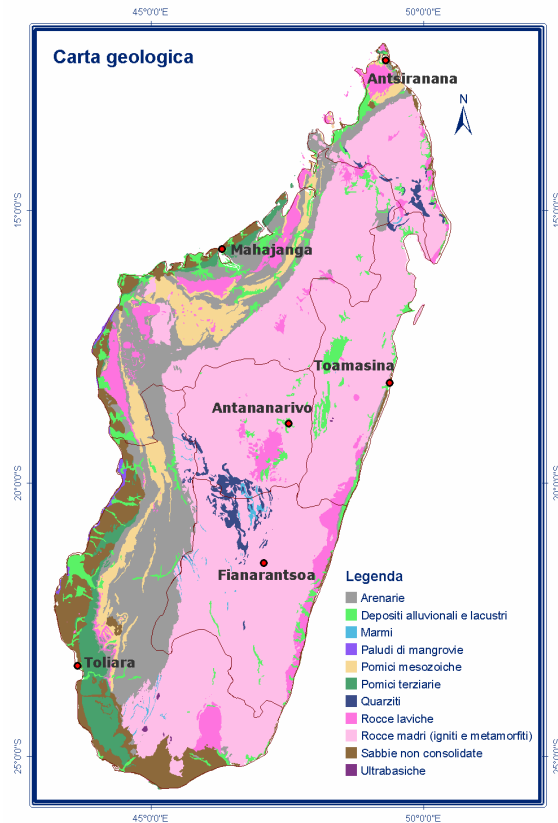 45°0'0"E
50°0'0"E
Carta geologica
Antsiranana
N
15°0'0"S
15°0'0"S
Mahajanga
Toamasina
Antananarivo
20°0'0"S
20°0'0"S
Fianarantsoa
Toliara
Legenda
Arenarie
Depositi alluvionali e lacustri
Marmi
Paludi di mangrovie
Pomici mesozoiche
Pomici terziarie
Quarziti
Rocce laviche
Rocce madri (igniti e metamorfiti)
Sabbie non consolidate
Ultrabasiche
25°0'0"S
25°0'0"S
45°0'0"E
50°0'0"E